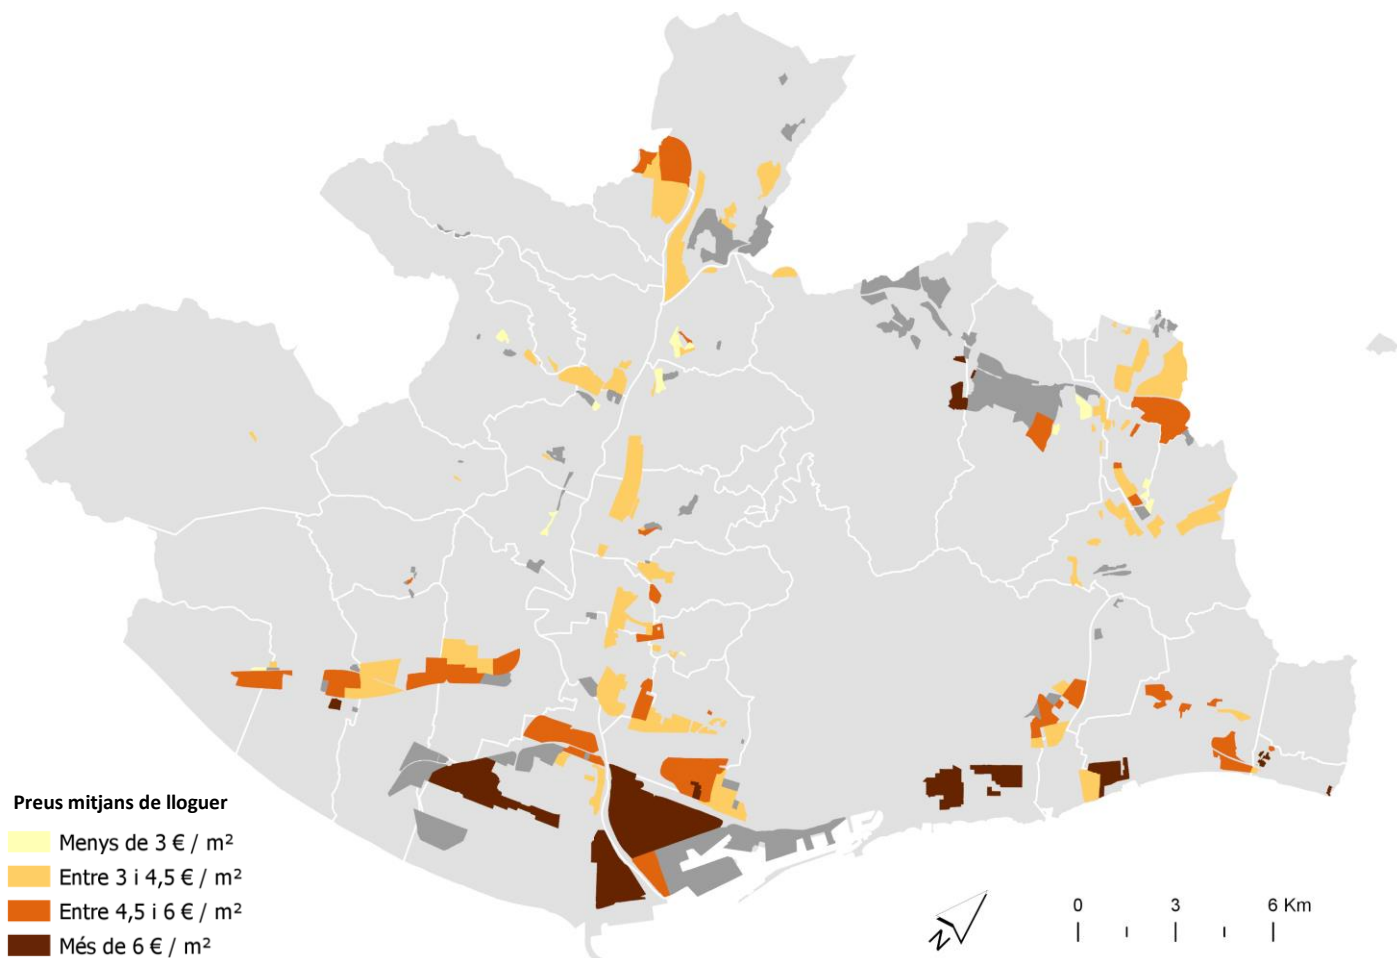 Preus mitjans de lloguer
Menys de 3 € / m²
Entre 3 i 4,5 € / m²
Entre 4,5 i 6 € / m²
Més de 6 € / m²
N
0 3 6 Km